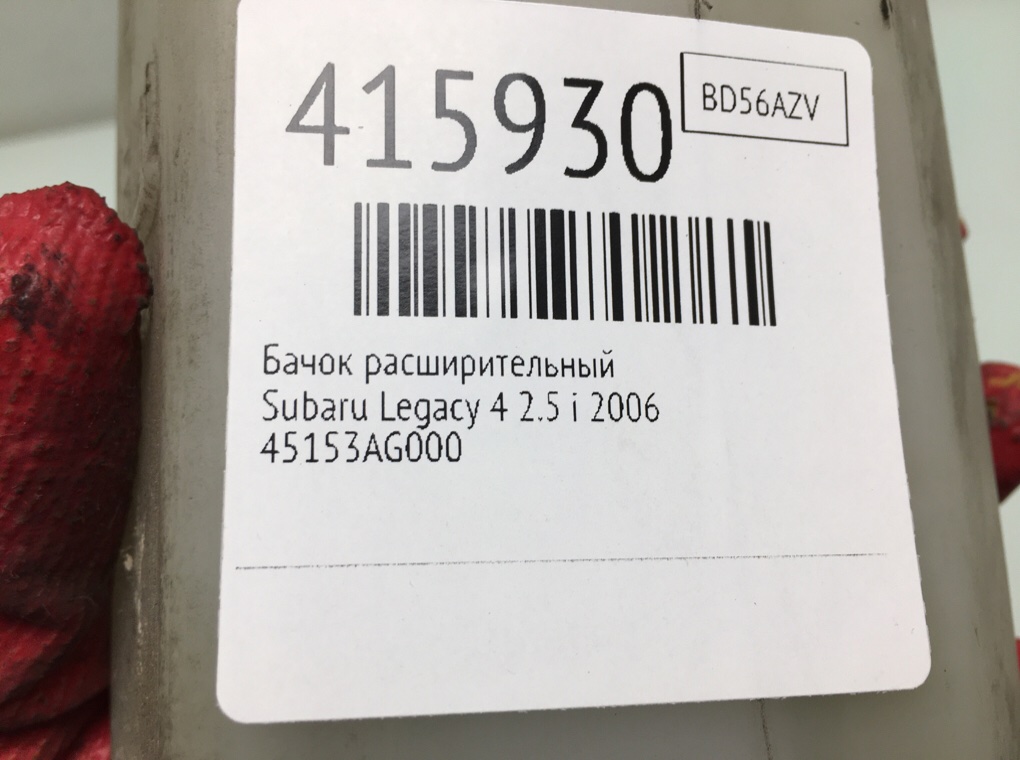 415930
BD56AZV
Бачок расширительный
Subaru Legacy 4 2.5 i 2006
45153AG000